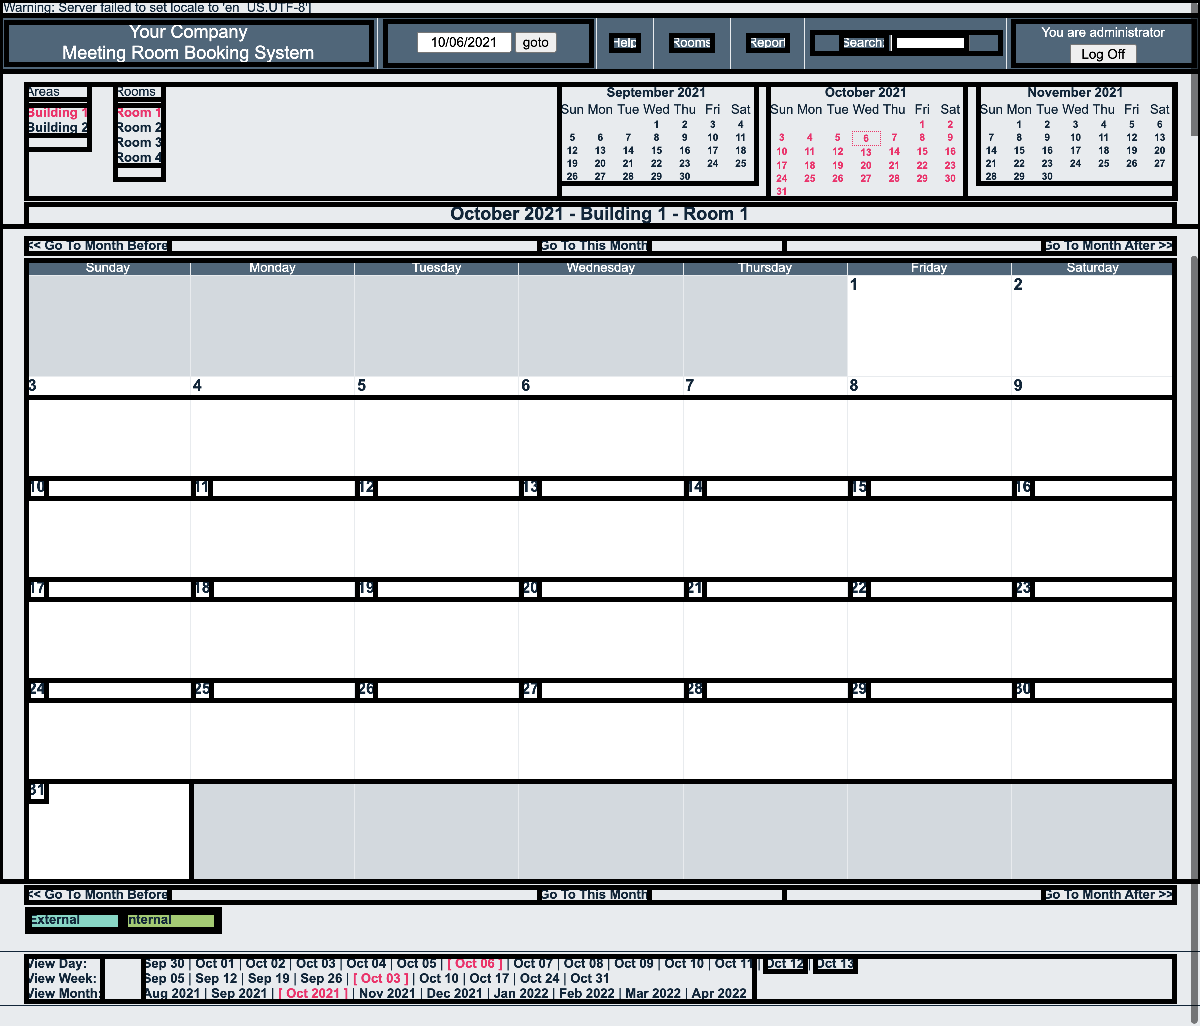 Warning: Server failed to set locale to 'en_US.UTF-8']
Your Company
Meeting Room Booking System
10/06/2021 goto
Help
Rooms
Report
Search:
You are administrator
Log Off
Areas
Building 1
Building 2
Rooms
Room 1
Room 2
Room 3
Room 4
September 2021
Sun Mon Tue Wed Thu Fri Sat
1 2 3 4
5 6 7 8 9 10 11
12 13 14 15 16 17 18
19 20 21 22 23 24 25
26 27 28 29 30
October 2021
Sun Mon Tue Wed Thu Fri Sat
1 2
3 4 5 6 7 8 9
10 11 12 13 14 15 16
17 18 19 20 21 22 23
24 25 26 27 28 29 30
31
November 2021
Sun Mon Tue Wed Thu Fri Sat
1 2 3 4 5 6
7 8 9 10 11 12 13
14 15 16 17 18 19 20
21 22 23 24 25 26 27
28 29 30
October 2021 - Building 1 - Room 1
<< Go To Month Before Go To This Month Go To Month After >>
Sunday Monday Tuesday Wednesday Thursday Friday Saturday
1 2
3 4 5 6 7 8 9
10 11 12 13 14 15 16
17 18 19 20 21 22 23
24 25 26 27 28 29 30
31
<< Go To Month Before Go To This Month Go To Month After >>
External Internal
View Day: Sep 30 | Oct 01 | Oct 02 | Oct 03 | Oct 04 | Oct 05 | [ Oct 06 ] | Oct 07 | Oct 08 | Oct 09 | Oct 10 | Oct 11 | Oct 12 | Oct 13
View Week: Sep 05 | Sep 12 | Sep 19 | Sep 26 | [ Oct 03 ] | Oct 10 | Oct 17 | Oct 24 | Oct 31
View Month: Aug 2021 | Sep 2021 | [ Oct 2021 ] | Nov 2021 | Dec 2021 | Jan 2022 | Feb 2022 | Mar 2022 | Apr 2022